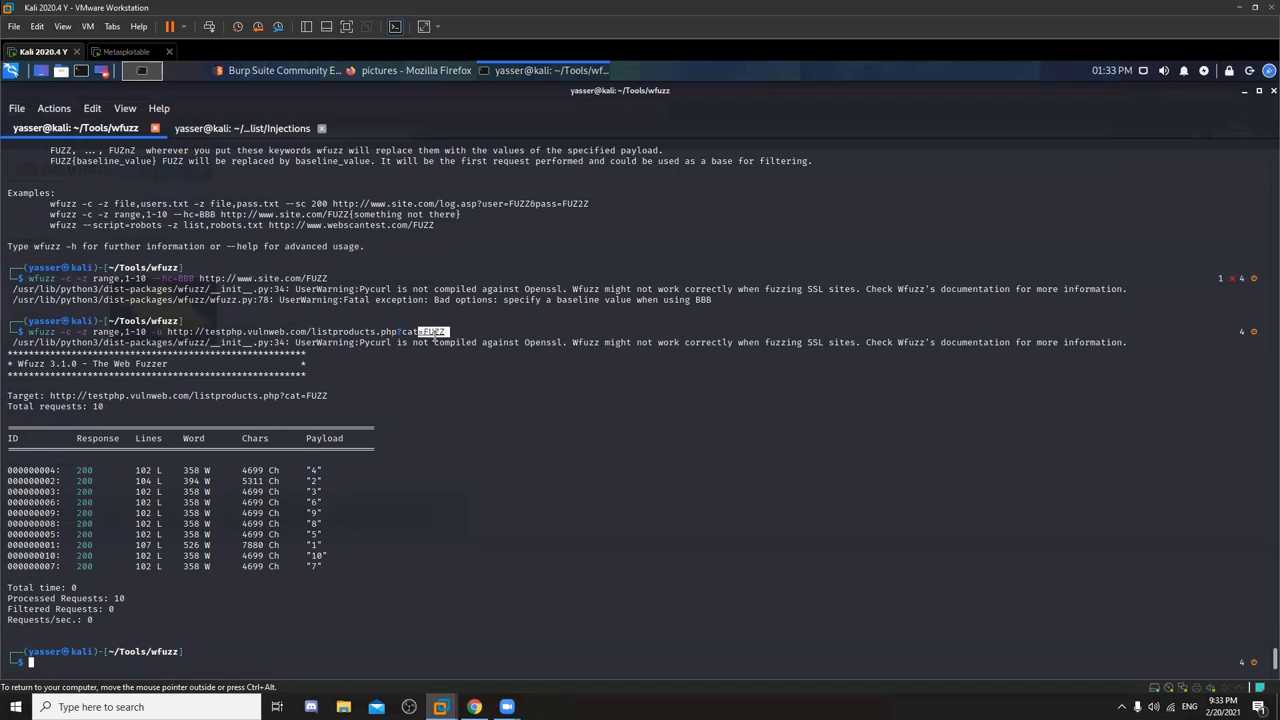 Kali 2020.4 Y - VMware Workstation
File Edit View VM Tabs Help
Kali 2020.4 Y Metasploitable
Burp Suite Community E... pictures - Mozilla Firefox yasser@kali: ~/Tools/wf... 01:33 PM
yasser@kali: ~/Tools/wfuzz
File Actions Edit View Help
yasser@kali: ~/Tools/wfuzz yasser@kali: ~/...list/Injections
FUZZ, ..., FUZnZ wherever you put these keywords wfuzz will replace them with the values of the specified payload.
FUZZ{baseline_value} FUZZ will be replaced by baseline_value. It will be the first request performed and could be used as a base for filtering.
Examples:
wfuzz -c -z file,users.txt -z file,pass.txt --sc 200 http://www.site.com/log.asp?user=FUZZ&pass=FUZ2Z
wfuzz -c -z range,1-10 --hc=BBB http://www.site.com/FUZZ{something not there}
wfuzz --script=robots -z list,robots.txt http://www.webscantest.com/FUZZ
Type wfuzz -h for further information or --help for advanced usage.
(yasser㉿kali)-[~/Tools/wfuzz]
$ wfuzz -c -z range,1-10 --hc=BBB http://www.site.com/FUZZ 1 ⨯ 4 ⚙
/usr/lib/python3/dist-packages/wfuzz/__init__.py:34: UserWarning:Pycurl is not compiled against Openssl. Wfuzz might not work correctly when fuzzing SSL sites. Check Wfuzz's documentation for more information.
/usr/lib/python3/dist-packages/wfuzz/wfuzz.py:78: UserWarning:Fatal exception: Bad options: specify a baseline value when using BBB
(yasser㉿kali)-[~/Tools/wfuzz]
$ wfuzz -c -z range,1-10 -u http://testphp.vulnweb.com/listproducts.php?cat=FUZZ 4 ⚙
/usr/lib/python3/dist-packages/wfuzz/__init__.py:34: UserWarning:Pycurl is not compiled against Openssl. Wfuzz might not work correctly when fuzzing SSL sites. Check Wfuzz's documentation for more information.
********************************************************
* Wfuzz 3.1.0 - The Web Fuzzer *
********************************************************
Target: http://testphp.vulnweb.com/listproducts.php?cat=FUZZ
Total requests: 10
ID Response Lines Word Chars Payload
000000004: 200 102 L 358 W 4699 Ch "4"
000000002: 200 104 L 394 W 5311 Ch "2"
000000003: 200 102 L 358 W 4699 Ch "3"
000000006: 200 102 L 358 W 4699 Ch "6"
000000009: 200 102 L 358 W 4699 Ch "9"
000000008: 200 102 L 358 W 4699 Ch "8"
000000005: 200 102 L 358 W 4699 Ch "5"
000000001: 200 107 L 526 W 7880 Ch "1"
000000010: 200 102 L 358 W 4699 Ch "10"
000000007: 200 102 L 358 W 4699 Ch "7"
Total time: 0
Processed Requests: 10
Filtered Requests: 0
Requests/sec.: 0
(yasser㉿kali)-[~/Tools/wfuzz]
$ 4 ⚙
To return to your computer, move the mouse pointer outside or press Ctrl+Alt.
Type here to search
ENG 9:33 PM
2/20/2021